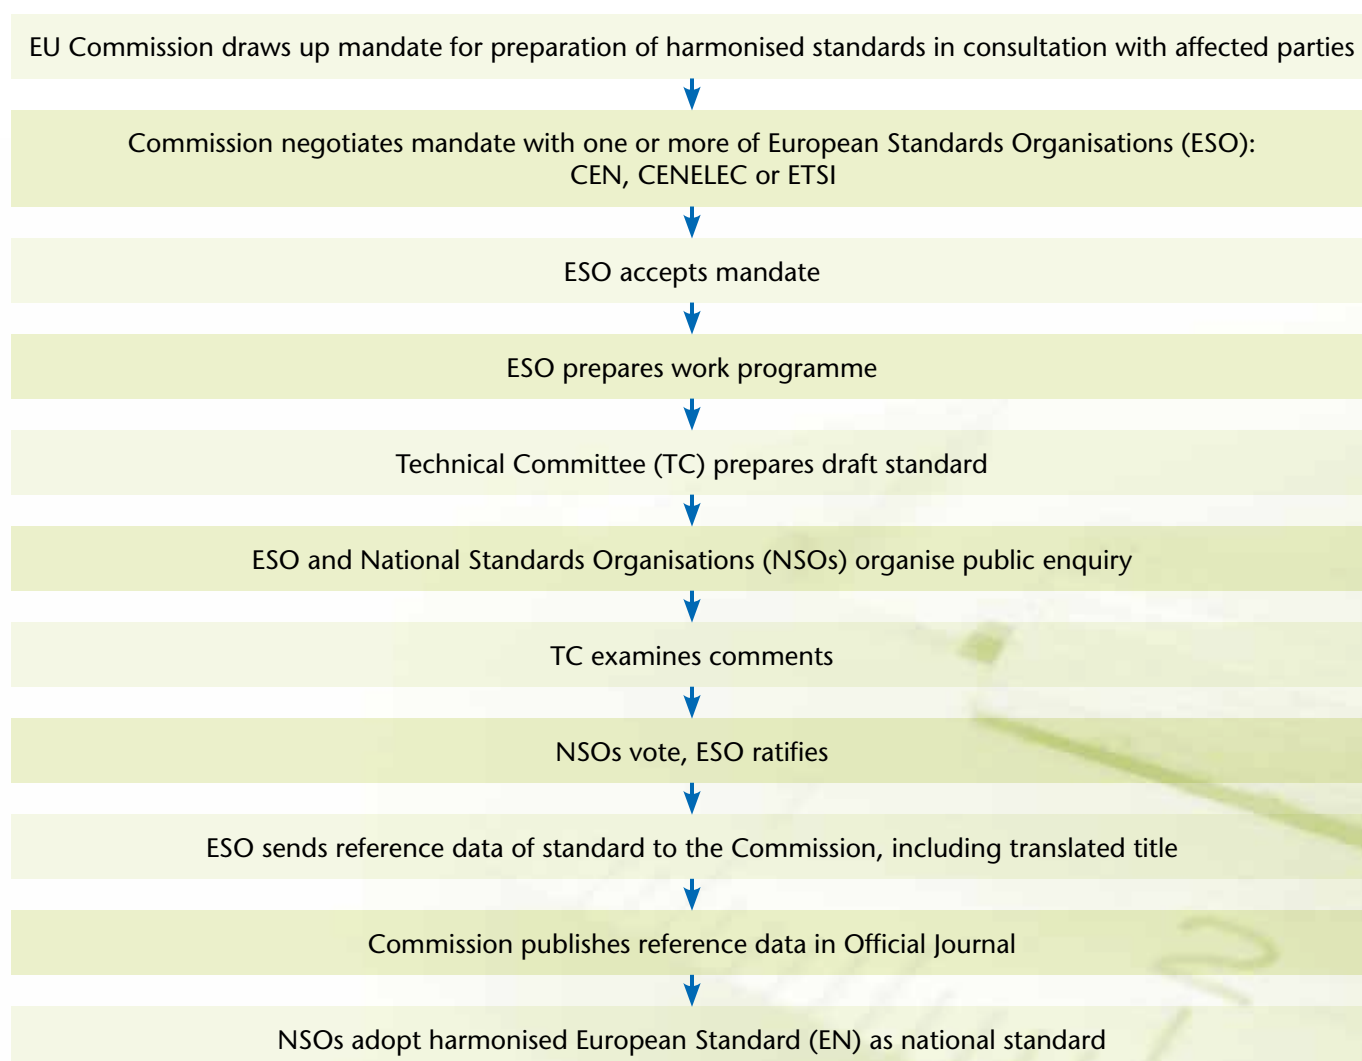 EU Commission draws up mandate for preparation of harmonised standards in consultation with affected parties
Commission negotiates mandate with one or more of European Standards Organisations (ESO):
CEN, CENELEC or ETSI
ESO accepts mandate
ESO prepares work programme
Technical Committee (TC) prepares draft standard
ESO and National Standards Organisations (NSOs) organise public enquiry
TC examines comments
NSOs vote, ESO ratifies
ESO sends reference data of standard to the Commission, including translated title
Commission publishes reference data in Official Journal
NSOs adopt harmonised European Standard (EN) as national standard